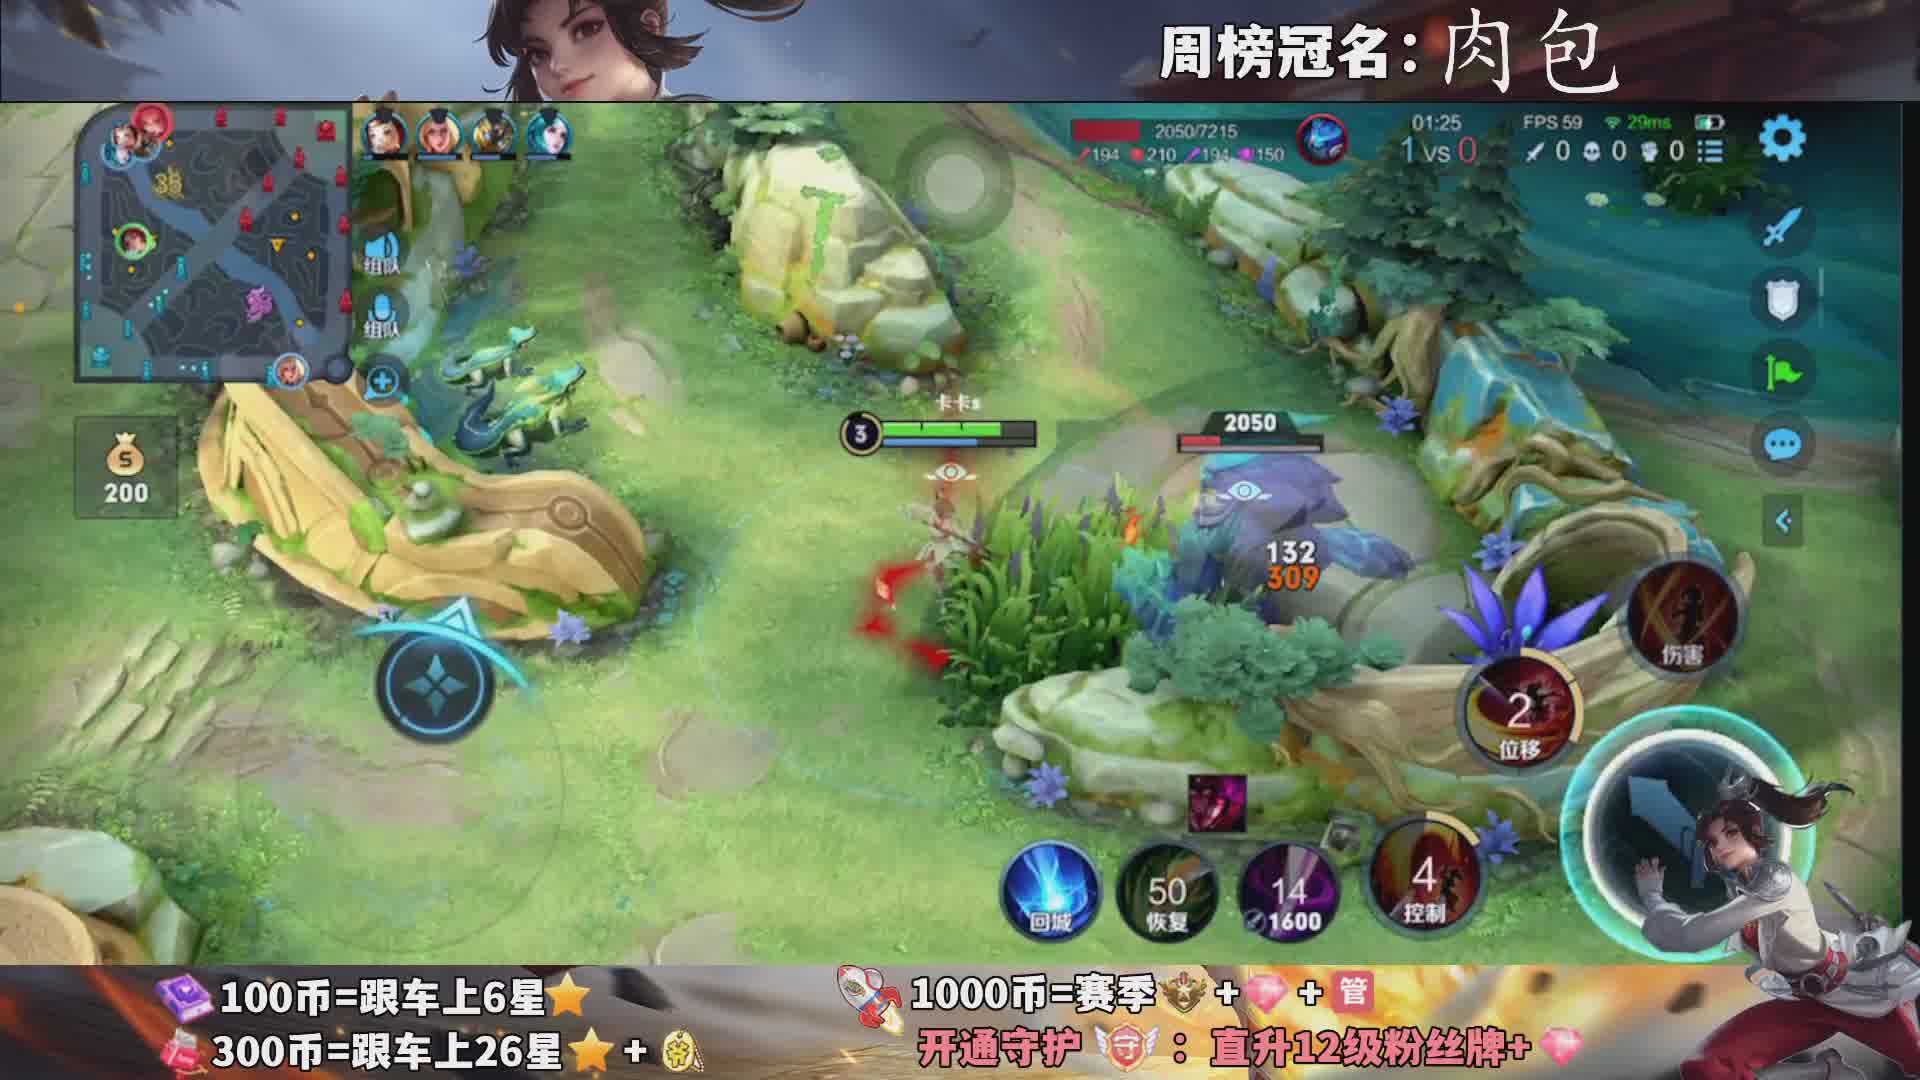 周榜冠名：肉包
2050/7215
194 210 194 150
01:25
1 vs 0
FPS 59 29ms
0 0 0
组队
组队
200
卡卡s
3
2050
132
309
伤害
2
位移
4
控制
回城
50
恢复
14
1600
100币=跟车上6星
300币=跟车上26星+爷
1000币=赛季++管
开通守护守：直升12级粉丝牌+